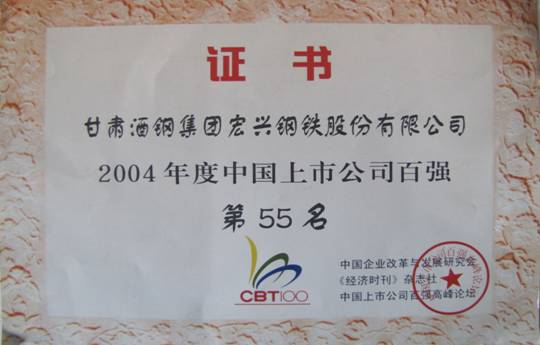 证书
甘肃酒钢集团宏兴钢铁股份有限公司
2004年度中国上市公司百强
第55名
CBT100
中国企业改革与发展研究会
《经济时刊》杂志社
中国上市公司百强高峰论坛